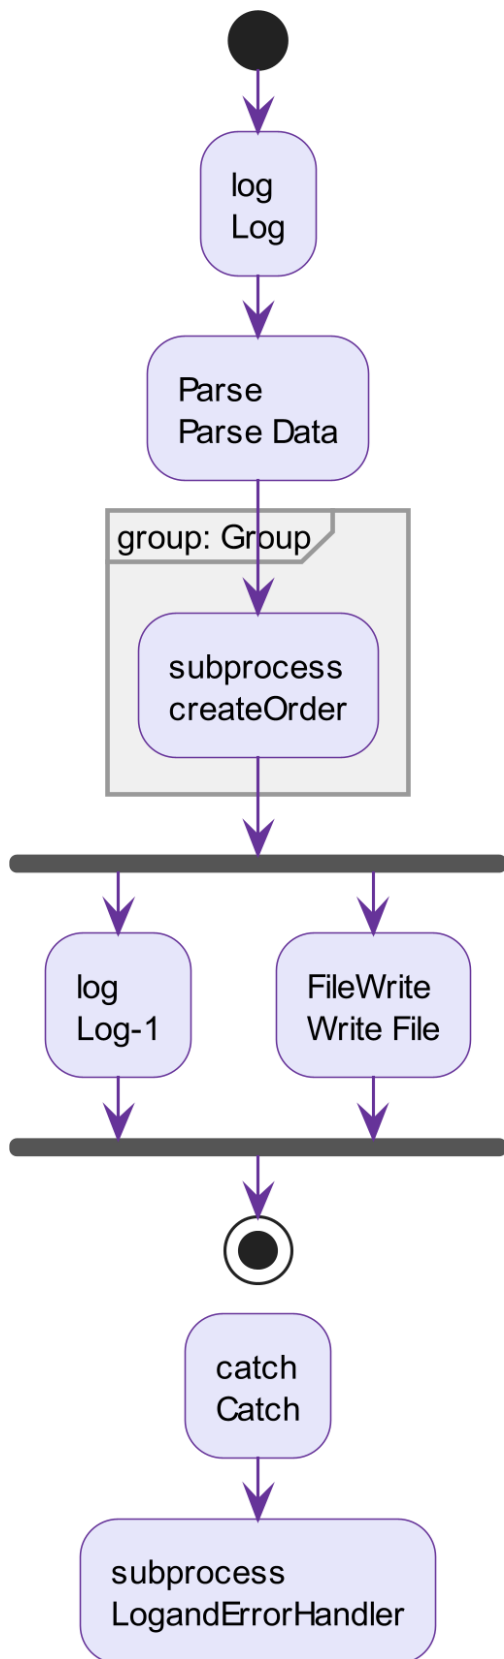 log
Log
Parse
Parse Data
group: Group
subprocess
createOrder
log
Log-1
FileWrite
Write File
catch
Catch
subprocess
LogandErrorHandler